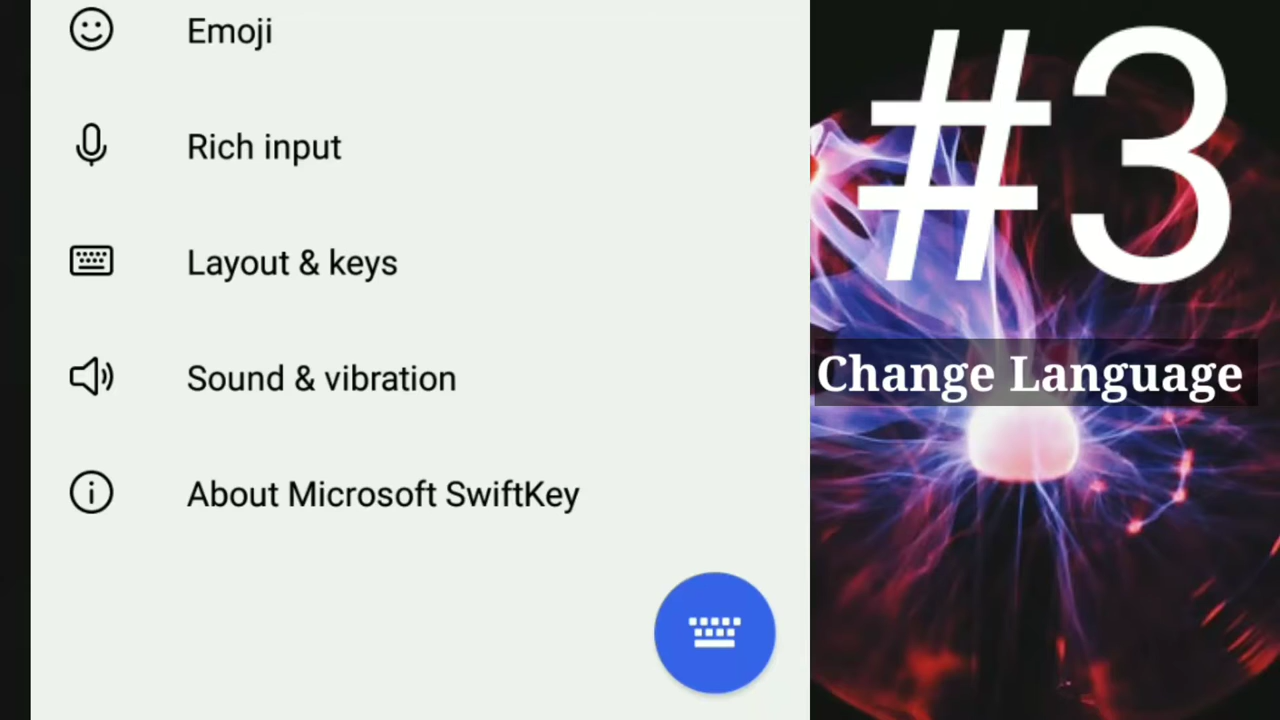 Emoji
Rich input
Layout & keys
Sound & vibration
About Microsoft SwiftKey
#3
Change Language